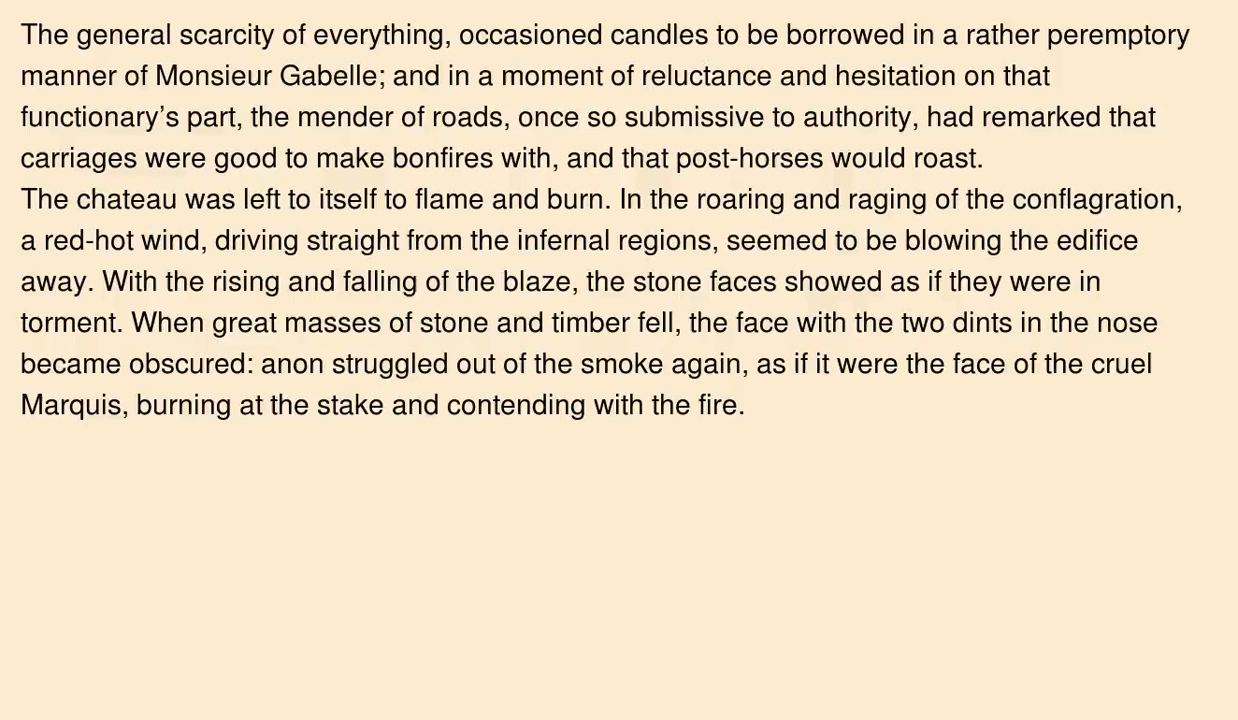 The general scarcity of everything, occasioned candles to be borrowed in a rather peremptory
manner of Monsieur Gabelle; and in a moment of reluctance and hesitation on that
functionary’s part, the mender of roads, once so submissive to authority, had remarked that
carriages were good to make bonfires with, and that post-horses would roast.
The chateau was left to itself to flame and burn. In the roaring and raging of the conflagration,
a red-hot wind, driving straight from the infernal regions, seemed to be blowing the edifice
away. With the rising and falling of the blaze, the stone faces showed as if they were in
torment. When great masses of stone and timber fell, the face with the two dints in the nose
became obscured: anon struggled out of the smoke again, as if it were the face of the cruel
Marquis, burning at the stake and contending with the fire.